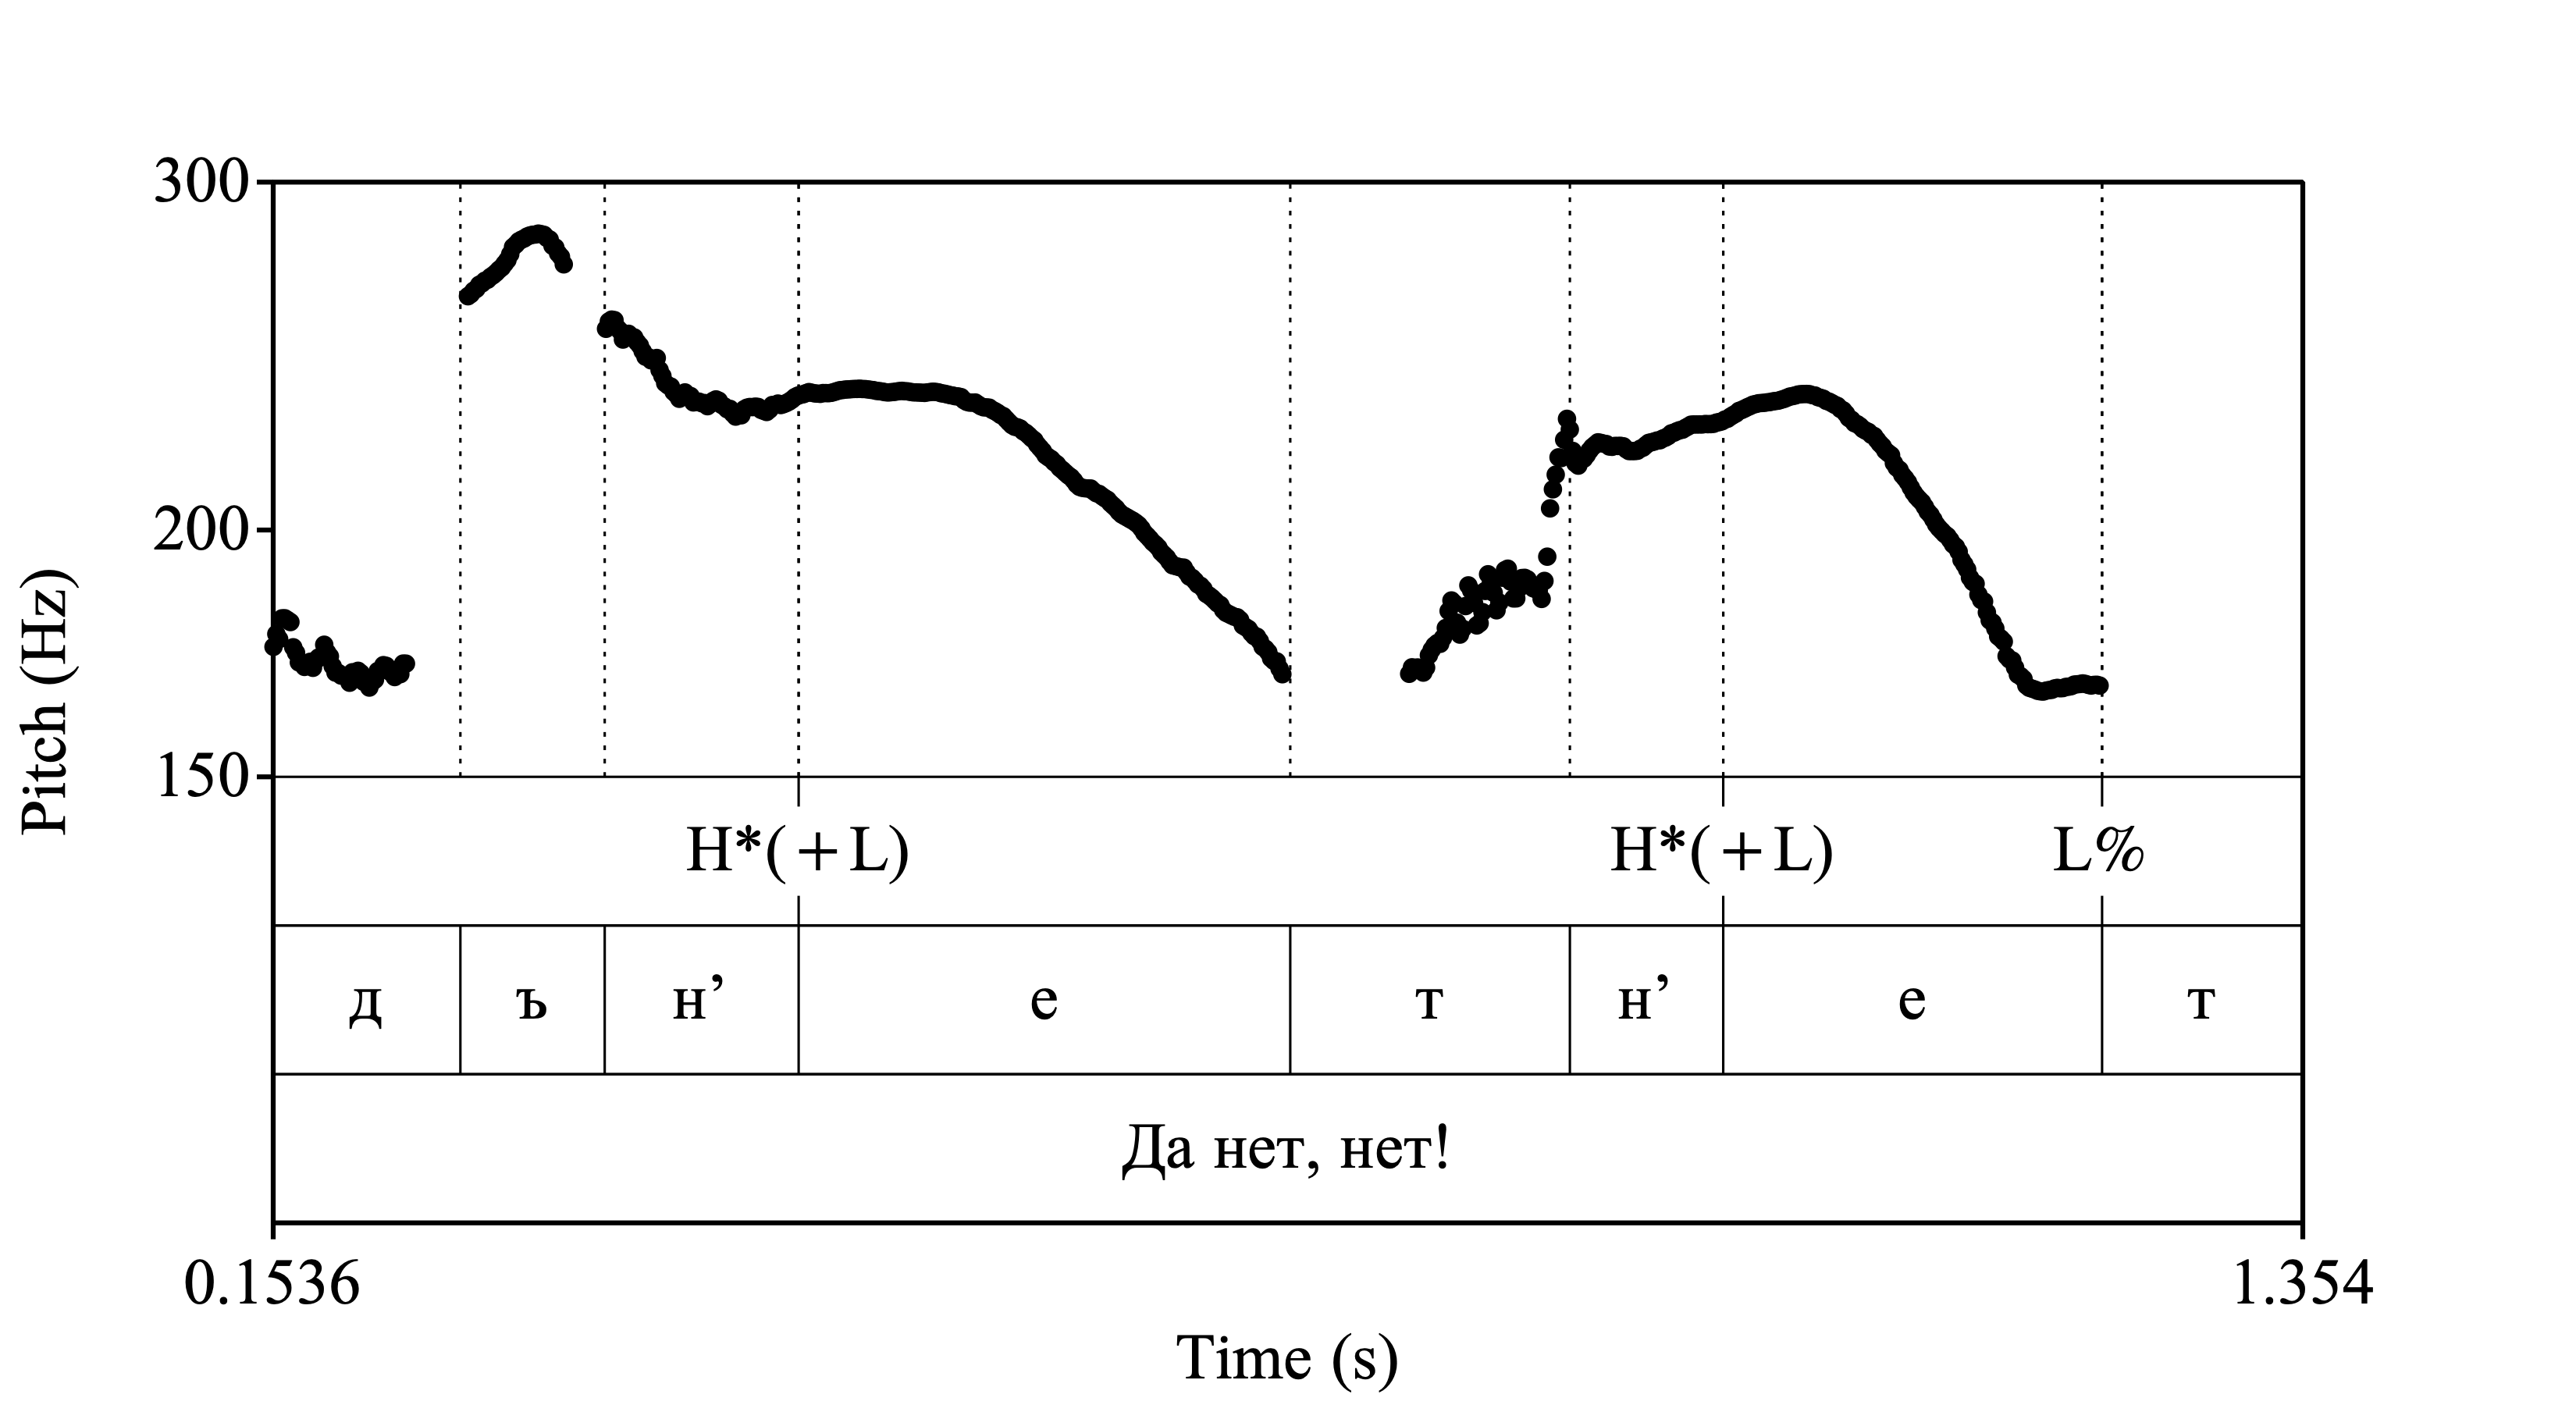 300
200
150
Pitch (Hz)
H*(+L) H*(+L) L%
д ъ н’ е т н’ е т
Да нет, нет!
0.1536 1.354
Time (s)